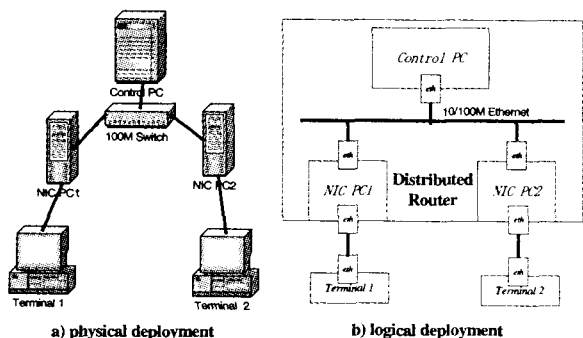 Control PC
100M Switch
NIC PC1
NIC PC2
Terminal 1
Terminal 2
a) physical deployment
Control PC
eth
10/100M Ethernet
eth
eth
NIC PC1
Distributed
Router
NIC PC2
eth
eth
eth
eth
Terminal 1
Terminal 2
b) logical deployment